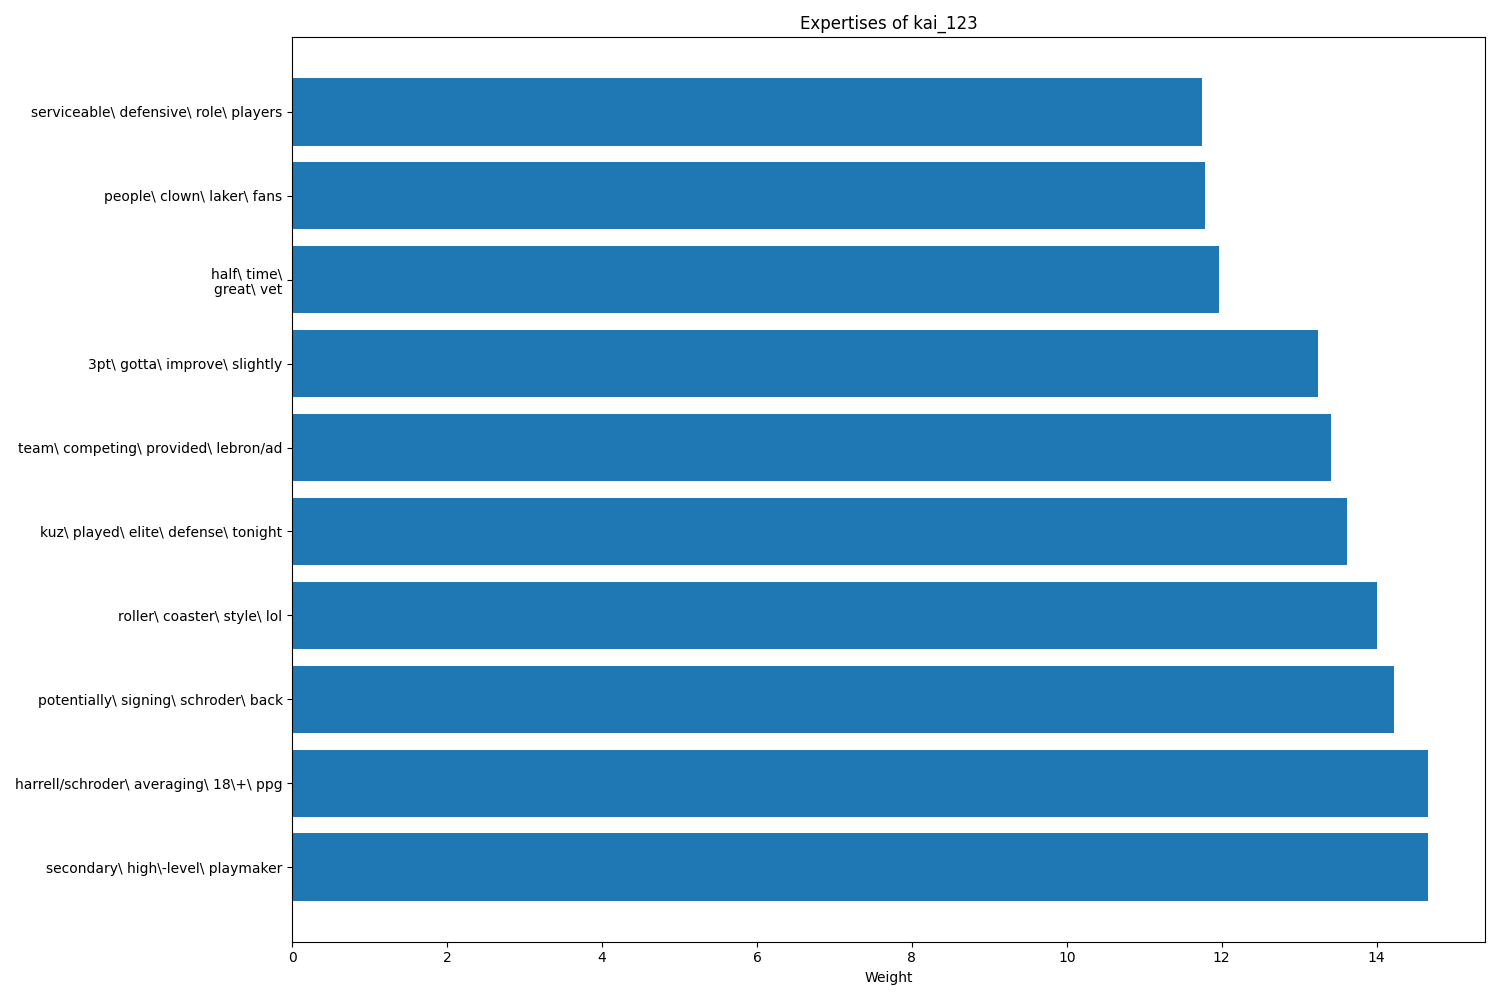 Expertises of kai_123
serviceable\ defensive\ role\ players
people\ clown\ laker\ fans
half\ time\
great\ vet
3pt\ gotta\ improve\ slightly
team\ competing\ provided\ lebron/ad
kuz\ played\ elite\ defense\ tonight
roller\ coaster\ style\ lol
potentially\ signing\ schroder\ back
harrell/schroder\ averaging\ 18\+\ ppg
secondary\ high\-level\ playmaker
0 2 4 6 8 10 12 14
Weight